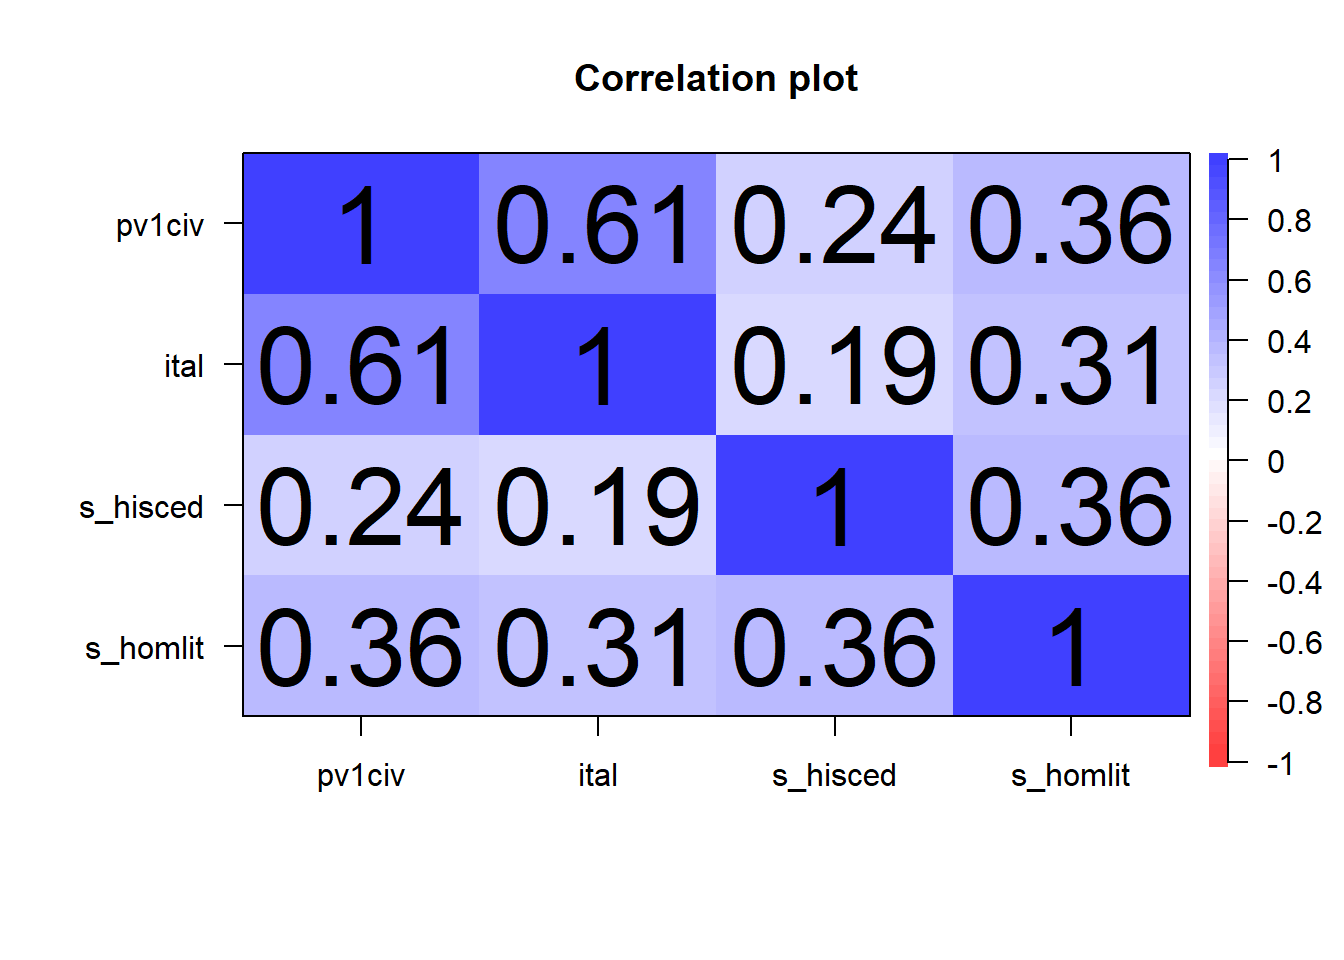 Correlation plot
pv1civ 1 0.61 0.24 0.36
ital 0.61 1 0.19 0.31
s_hisced 0.24 0.19 1 0.36
s_homlit 0.36 0.31 0.36 1
pv1civ ital s_hisced s_homlit
1
0.8
0.6
0.4
0.2
0
-0.2
-0.4
-0.6
-0.8
-1